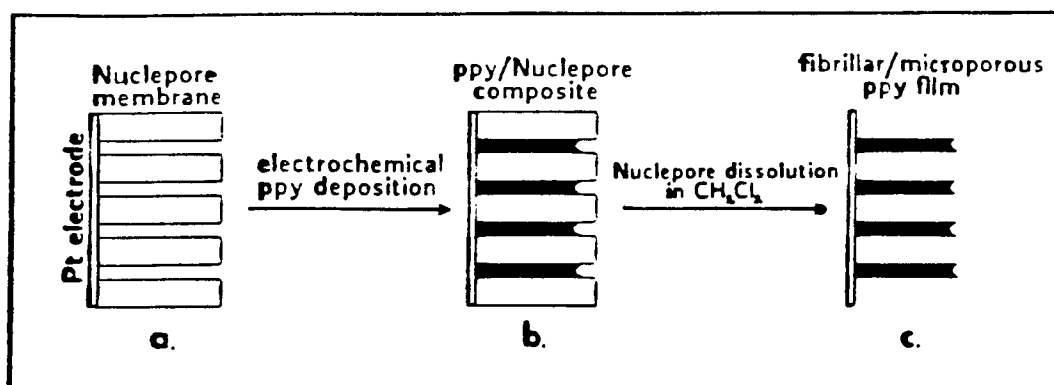 Nuclepore
membrane
Pt electrode
a.
electrochemical
ppy deposition
ppy/Nuclepore
composite
b.
Nuclepore dissolution
in CH₂Cl₂
fibrillar/microporous
ppy film
c.